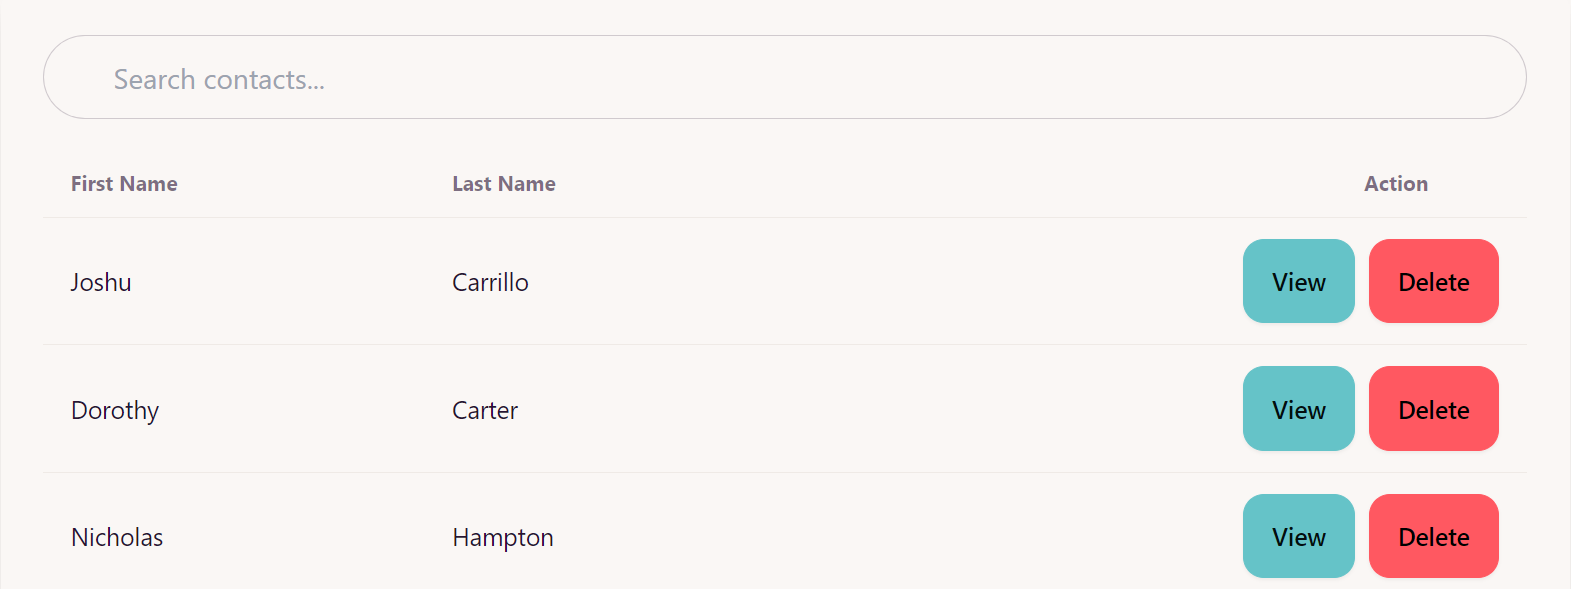 Search contacts...
First Name Last Name Action
Joshu Carrillo View Delete
Dorothy Carter View Delete
Nicholas Hampton View Delete